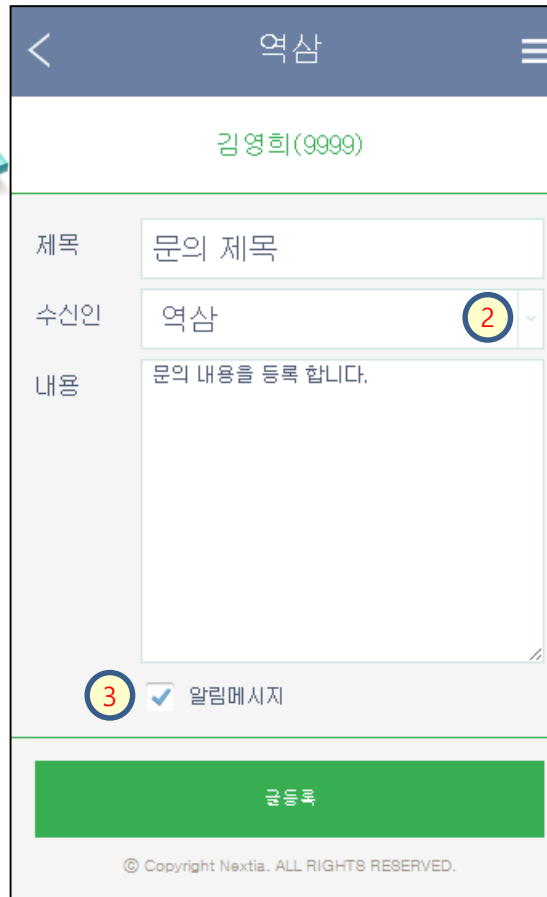 역삼
김영희(9999)
제목
문의 제목
수신인
역삼
2
내용
문의 내용을 등록 합니다.
3
알림메시지
글등록
© Copyright Nextia. ALL RIGHTS RESERVED.